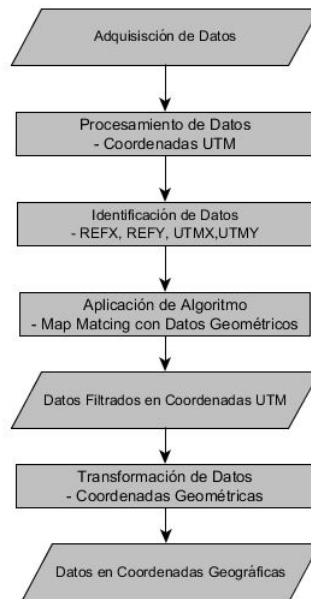 Adquisisción de Datos
Procesamiento de Datos
- Coordenadas UTM
Identificación de Datos
- REFX, REFY, UTMX,UTMY
Aplicación de Algoritmo
- Map Matcing con Datos Geométricos
Datos Filtrados en Coordenadas UTM
Transformación de Datos
- Coordenadas Geométricas
Datos en Coordenadas Geográficas